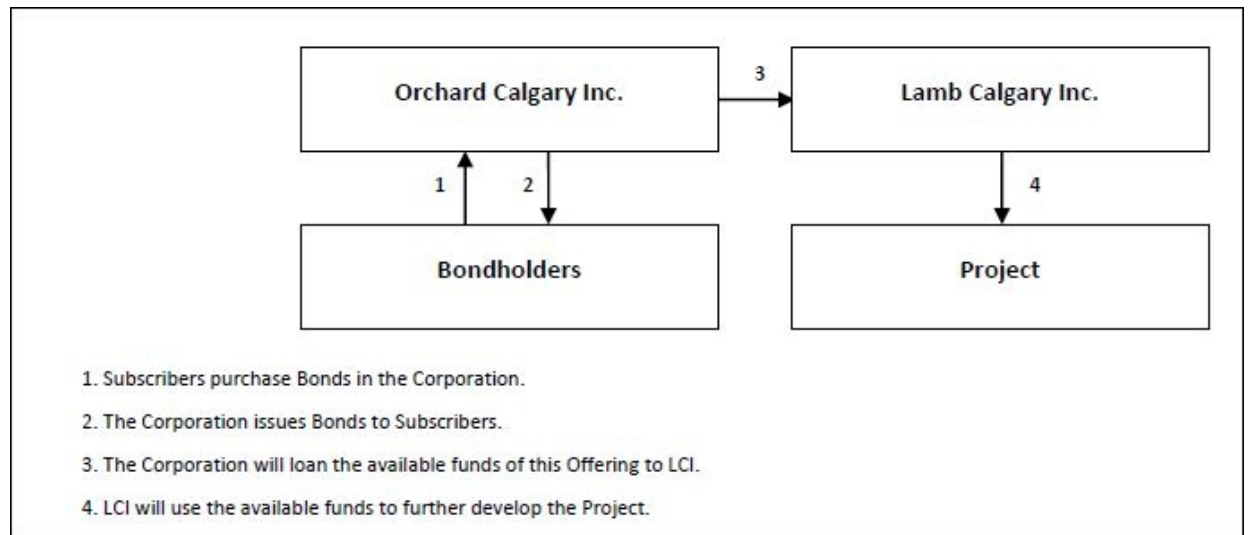 Orchard Calgary Inc.
3
Lamb Calgary Inc.
1
2
4
Bondholders
Project
1. Subscribers purchase Bonds in the Corporation.
2. The Corporation issues Bonds to Subscribers.
3. The Corporation will loan the available funds of this Offering to LCI.
4. LCI will use the available funds to further develop the Project.